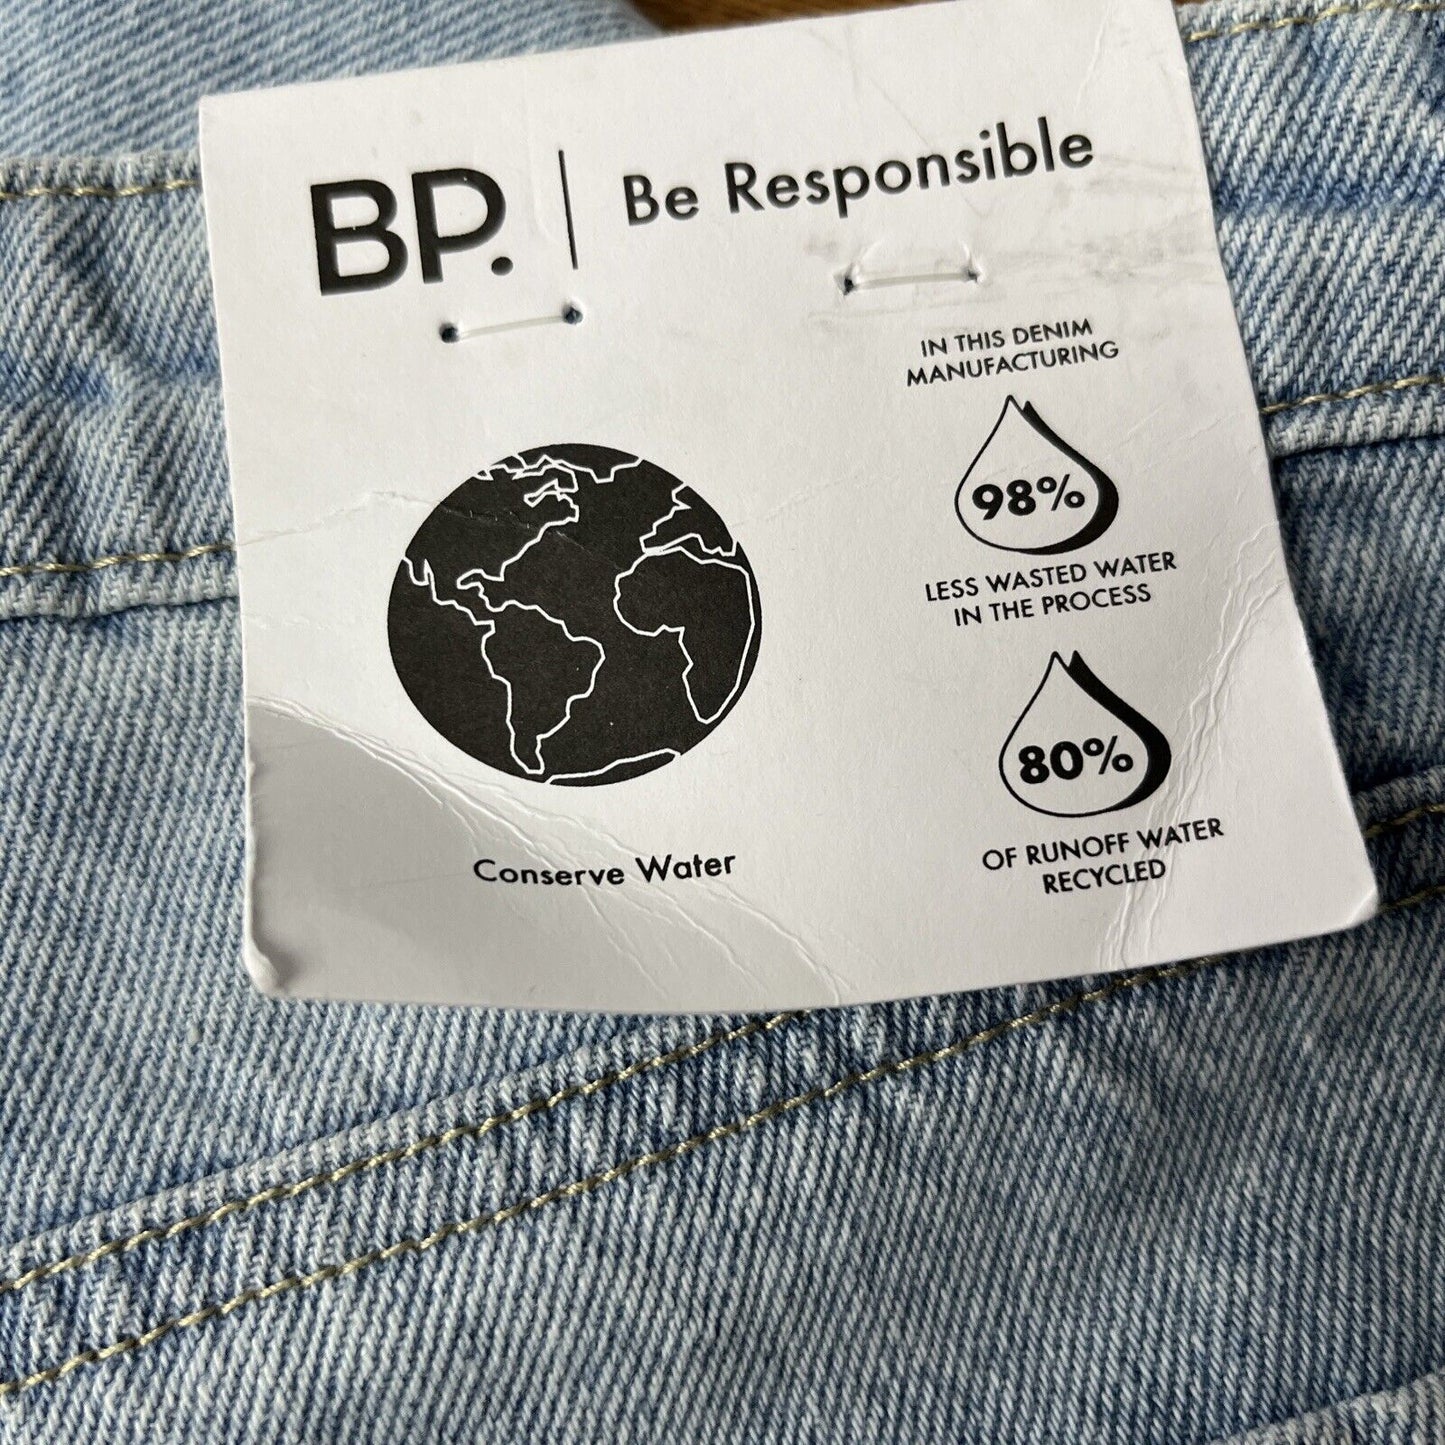 BP. | Be Responsible
IN THIS DENIM
MANUFACTURING
98%
LESS WASTED WATER
IN THE PROCESS
80%
OF RUNOFF WATER
RECYCLED
Conserve Water